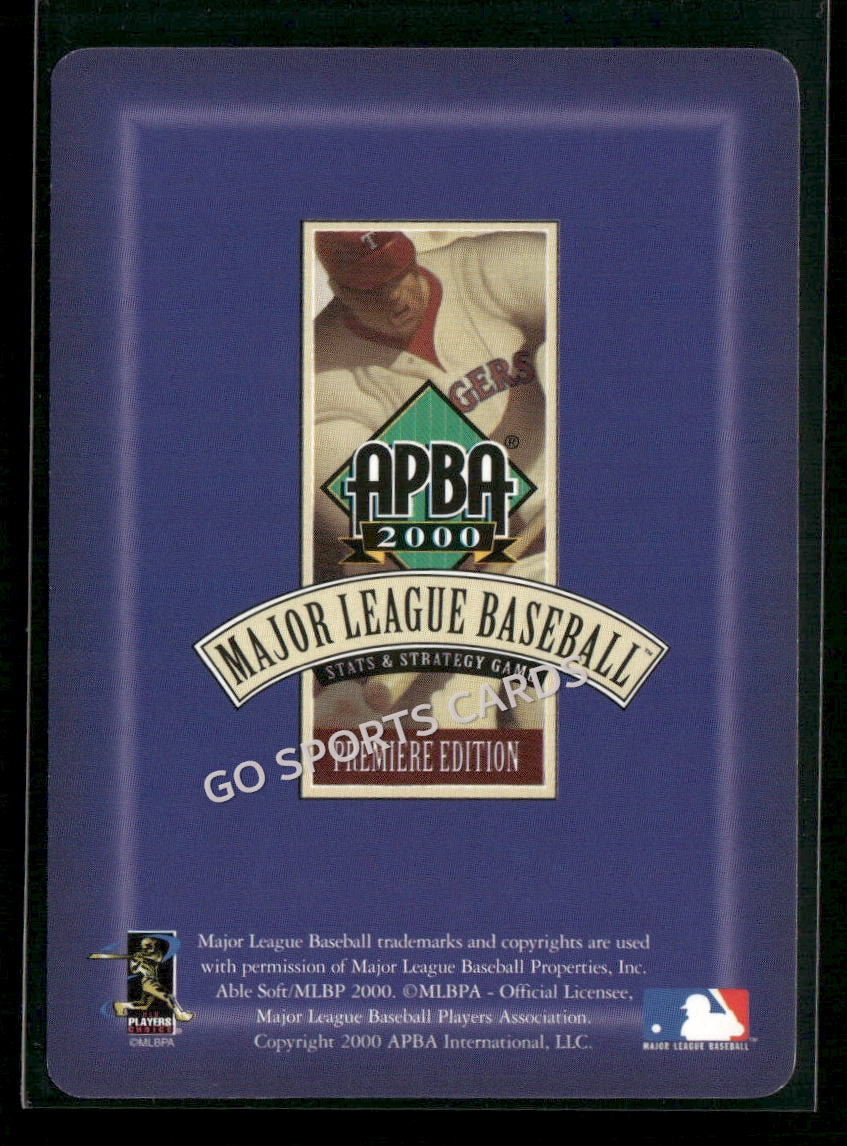 T
GERS
APBA®
2000
MAJOR LEAGUE BASEBALL™
STATS & STRATEGY GAME
GO SPORTS CARDS
PREMIERE EDITION
Major League Baseball trademarks and copyrights are used
with permission of Major League Baseball Properties, Inc.
Able Soft/MLBP 2000. ©MLBPA - Official Licensee,
Major League Baseball Players Association.
Copyright 2000 APBA International, LLC.
PLAYERS
CHOICE
©MLBPA
MAJOR LEAGUE BASEBALL™